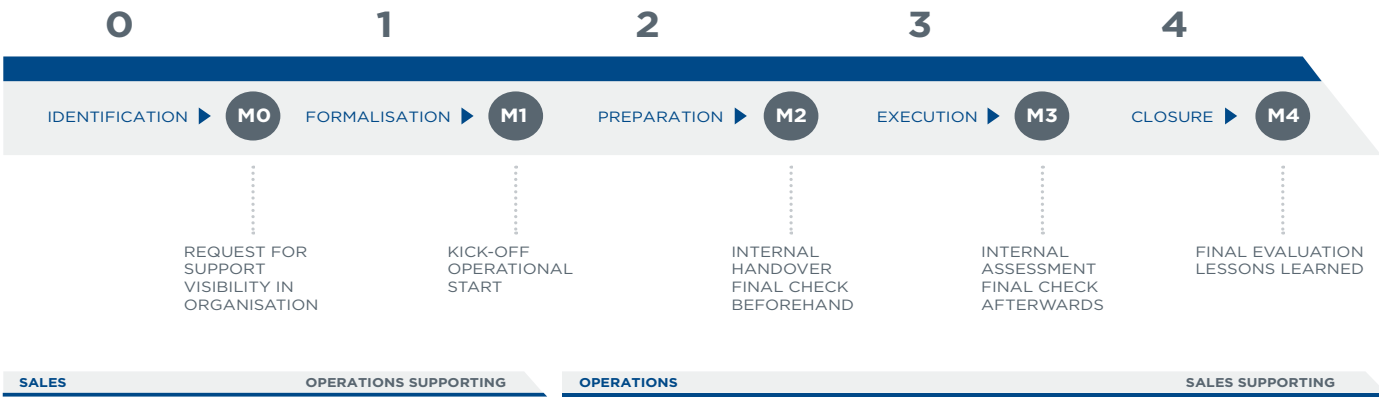 0 1 2 3 4
IDENTIFICATION M0 FORMALISATION M1 PREPARATION M2 EXECUTION M3 CLOSURE M4
REQUEST FOR
SUPPORT
VISIBILITY IN
ORGANISATION
KICK-OFF
OPERATIONAL
START
INTERNAL
HANDOVER
FINAL CHECK
BEFOREHAND
INTERNAL
ASSESSMENT
FINAL CHECK
AFTERWARDS
FINAL EVALUATION
LESSONS LEARNED
SALES OPERATIONS SUPPORTING OPERATIONS SALES SUPPORTING